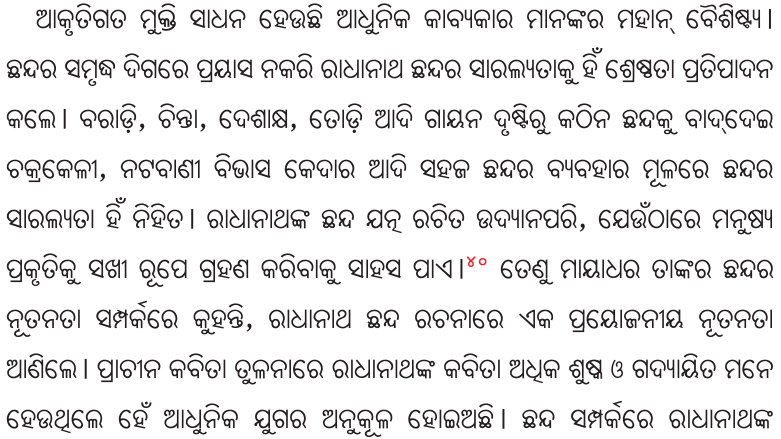 ଆକୃତିଗତ ମୁକ୍ତି ସାଧନ ହେଉଛି ଆଧୁନିକ କାବ୍ୟକାର ମାନଙ୍କର ମହାନ୍ ବୈଶିଷ୍ଟ୍ୟ।
ଛନ୍ଦର ସମୃଦ୍ଧ ଦିଗରେ ପ୍ରୟାସ ନକରି ରାଧାନାଥ ଛନ୍ଦର ସାରଲ୍ୟତାକୁ ହିଁ ଶ୍ରେଷ୍ଠତା ପ୍ରତିପାଦନ
କଲେ। ବରାଡ଼ି, ଚିନ୍ତା, ଦେଶାକ୍ଷ, ତୋଡ଼ି ଆଦି ଗାୟନ ଦୃଷ୍ଟିରୁ କଠିନ ଛନ୍ଦକୁ ବାଦ୍‌ଦେଇ
ଚକ୍ରକେଳୀ, ନଟବାଣୀ ବିଭାସ କେଦାର ଆଦି ସହଜ ଛନ୍ଦର ବ୍ୟବହାର ମୂଳରେ ଛନ୍ଦର
ସାରଲ୍ୟତା ହିଁ ନିହିତ। ରାଧାନାଥଙ୍କ ଛନ୍ଦ ଯତ୍ନ ରଚିତ ଉଦ୍ୟାନପରି, ଯେଉଁଠାରେ ମନୁଷ୍ୟ
ପ୍ରକୃତିକୁ ସଖୀ ରୂପେ ଗ୍ରହଣ କରିବାକୁ ସାହସ ପାଏ।୪୦ ତେଣୁ ମାୟାଧର ତାଙ୍କର ଛନ୍ଦର
ନୂତନତା ସମ୍ପର୍କରେ କୁହନ୍ତି, ରାଧାନାଥ ଛନ୍ଦ ରଚନାରେ ଏକ ପ୍ରୟୋଜନୀୟ ନୂତନତା
ଆଣିଲେ। ପ୍ରାଚୀନ କବିତା ତୁଳନାରେ ରାଧାନାଥଙ୍କ କବିତା ଅଧିକ ଶୁଷ୍କ ଓ ଗଦ୍ୟାୟିତ ମନେ
ହେଉଥିଲେ ହେଁ ଆଧୁନିକ ଯୁଗର ଅନୁକୂଳ ହୋଇଅଛି। ଛନ୍ଦ ସମ୍ପର୍କରେ ରାଧାନାଥଙ୍କ